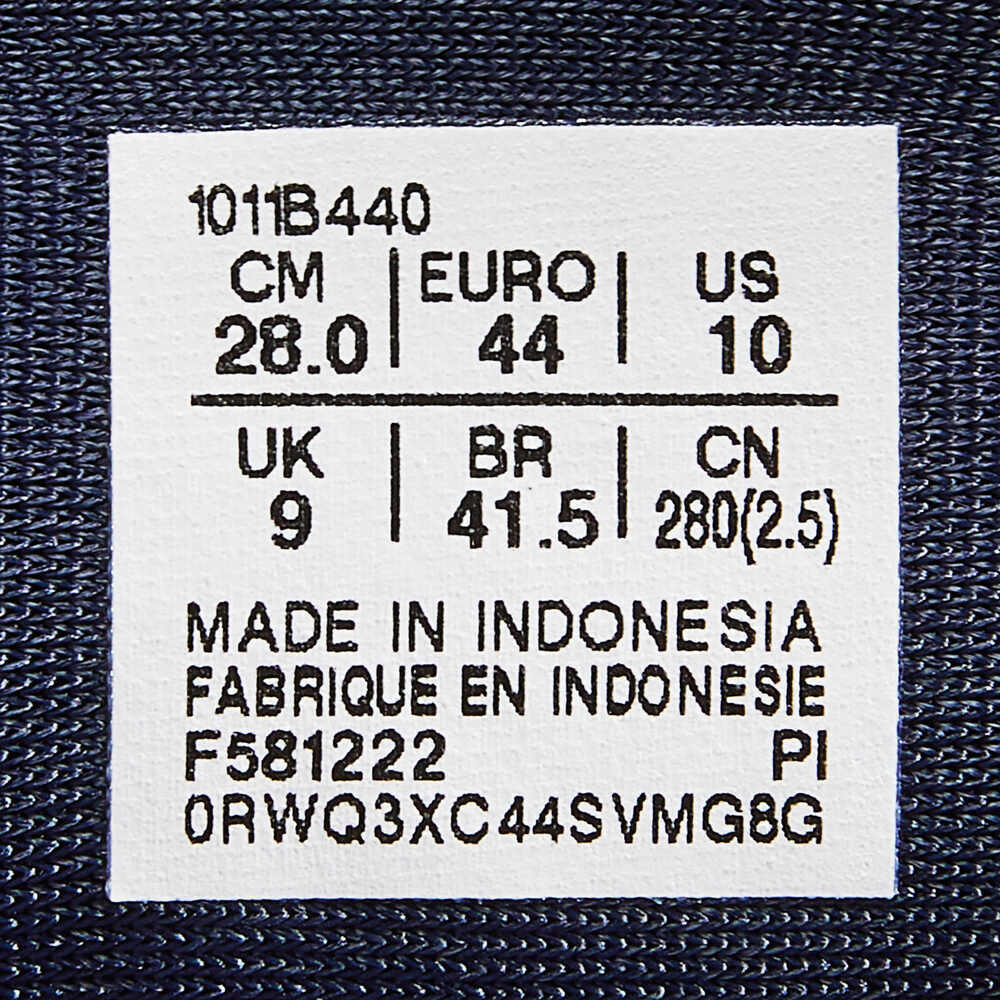 1011B440
CM | EURO | US
28.0 | 44 | 10
UK | BR | CN
9 | 41.5 | 280(2.5)
MADE IN INDONESIA
FABRIQUE EN INDONESIE
F581222 PI
0RWQ3XC44SVMG8G